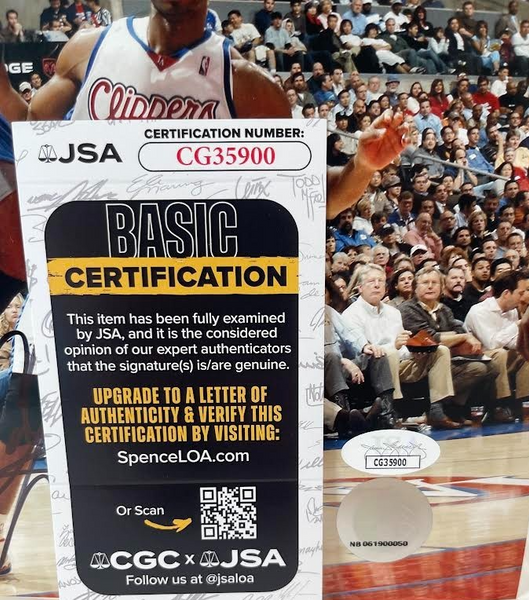 Clippers
CERTIFICATION NUMBER:
JSA
CG35900
BASIC
CERTIFICATION
This item has been fully examined
by JSA, and it is the considered
opinion of our expert authenticators
that the signature(s) is/are genuine.
UPGRADE TO A LETTER OF
AUTHENTICITY & VERIFY THIS
CERTIFICATION BY VISITING:
SpenceLOA.com
Or Scan
CGC x JSA
Follow us at @jsaloa
CG35900
NB 061900050